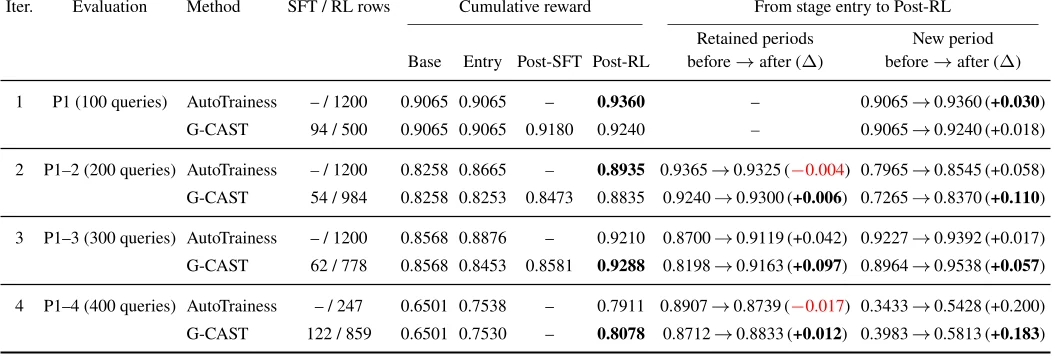 Iter. Evaluation Method SFT / RL rows Cumulative reward From stage entry to Post-RL
Retained periods New period
Base Entry Post-SFT Post-RL before → after (Δ) before → after (Δ)
1 P1 (100 queries) AutoTrainess – / 1200 0.9065 0.9065 – 0.9360 – 0.9065 → 0.9360 (+0.030)
G-CAST 94 / 500 0.9065 0.9065 0.9180 0.9240 – 0.9065 → 0.9240 (+0.018)
2 P1–2 (200 queries) AutoTrainess – / 1200 0.8258 0.8665 – 0.8935 0.9365 → 0.9325 (−0.004) 0.7965 → 0.8545 (+0.058)
G-CAST 54 / 984 0.8258 0.8253 0.8473 0.8835 0.9240 → 0.9300 (+0.006) 0.7265 → 0.8370 (+0.110)
3 P1–3 (300 queries) AutoTrainess – / 1200 0.8568 0.8876 – 0.9210 0.8700 → 0.9119 (+0.042) 0.9227 → 0.9392 (+0.017)
G-CAST 62 / 778 0.8568 0.8453 0.8581 0.9288 0.8198 → 0.9163 (+0.097) 0.8964 → 0.9538 (+0.057)
4 P1–4 (400 queries) AutoTrainess – / 247 0.6501 0.7538 – 0.7911 0.8907 → 0.8739 (−0.017) 0.3433 → 0.5428 (+0.200)
G-CAST 122 / 859 0.6501 0.7530 – 0.8078 0.8712 → 0.8833 (+0.012) 0.3983 → 0.5813 (+0.183)